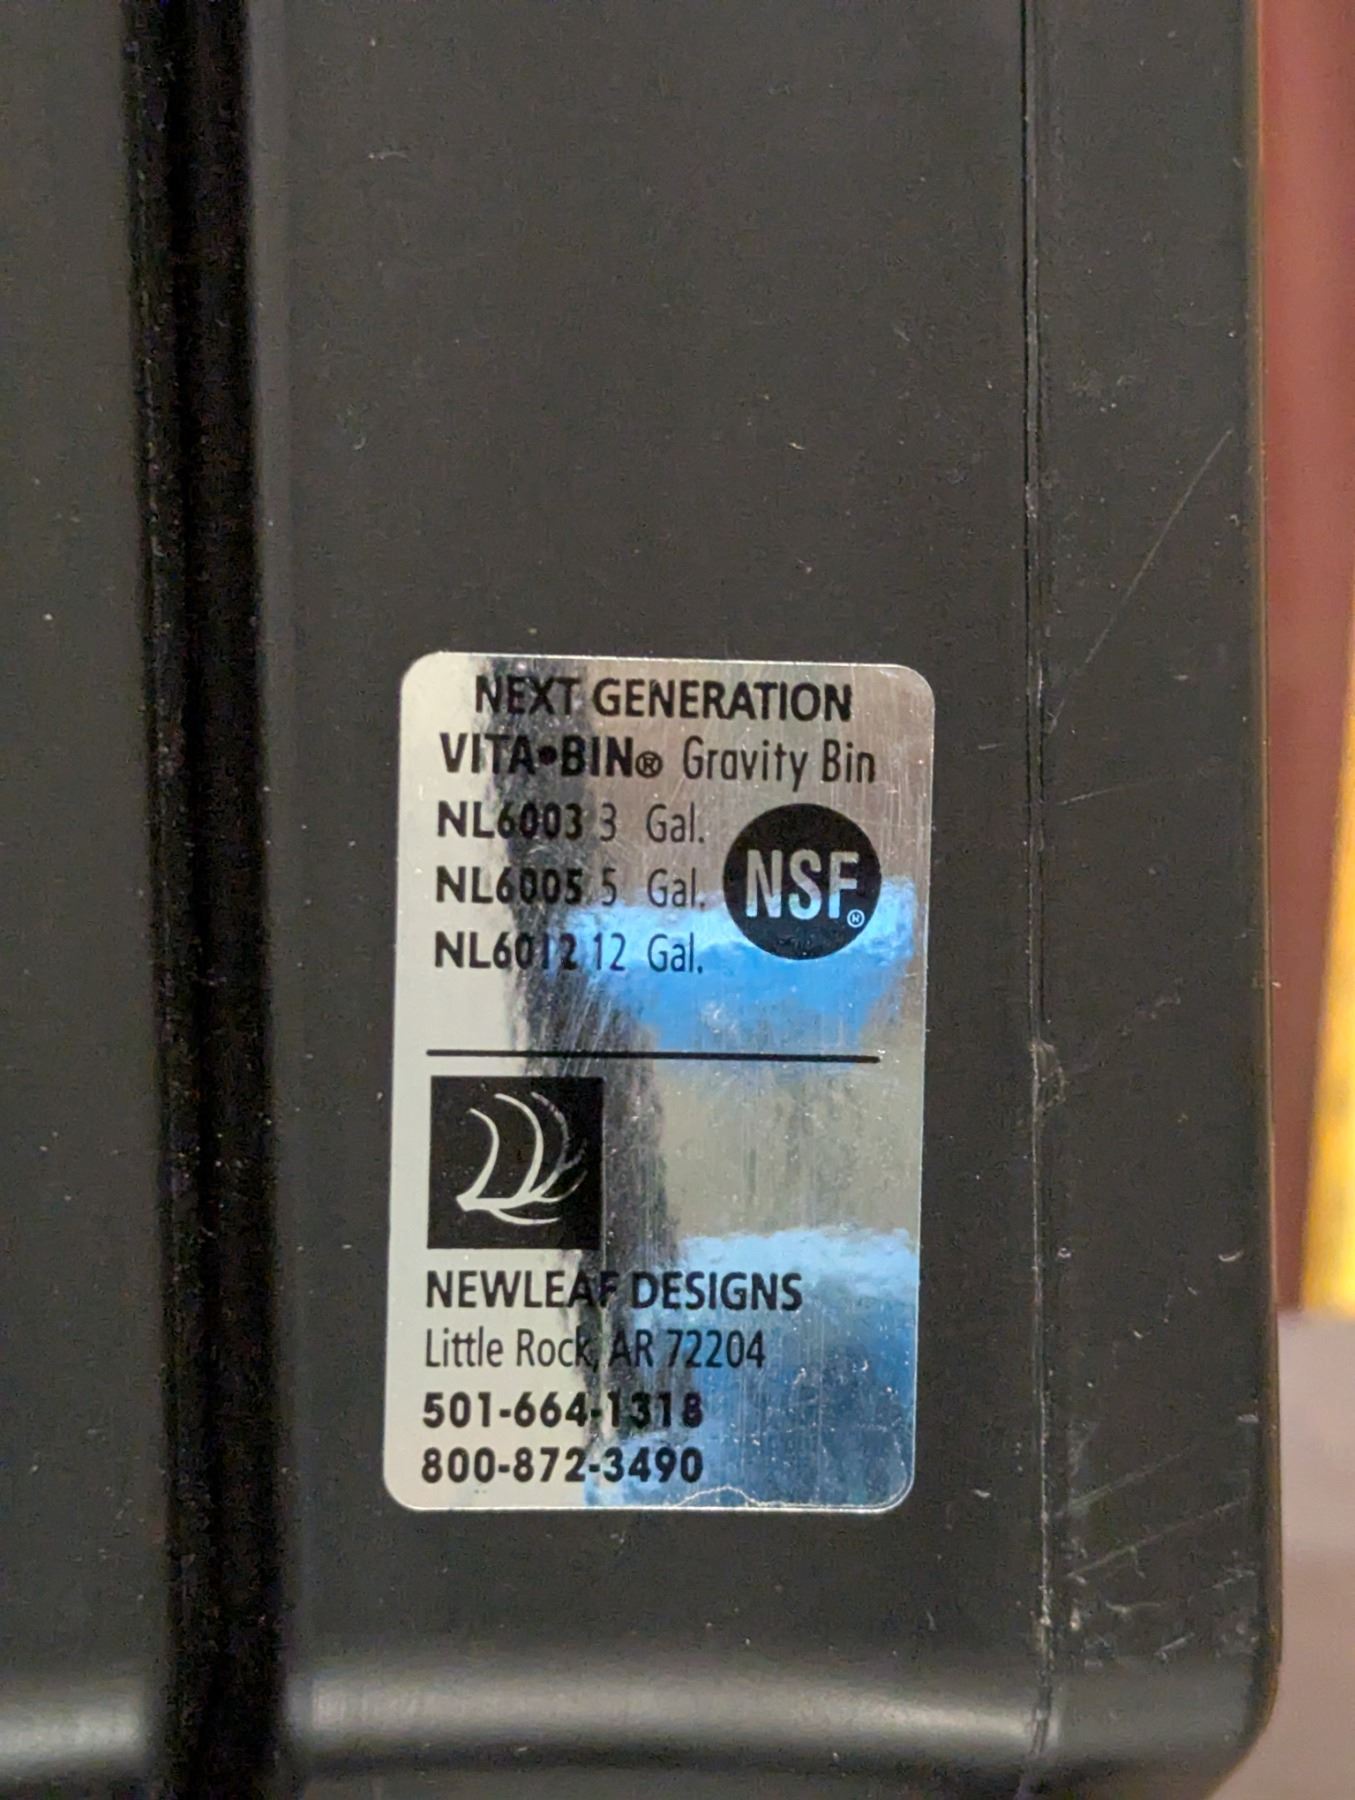 NEXT GENERATION
VITA•BIN® Gravity Bin
NL6003 3 Gal.
NL6005 5 Gal.
NL6012 12 Gal.
NSF®
NEWLEAF DESIGNS
Little Rock, AR 72204
501-664-1318
800-872-3490